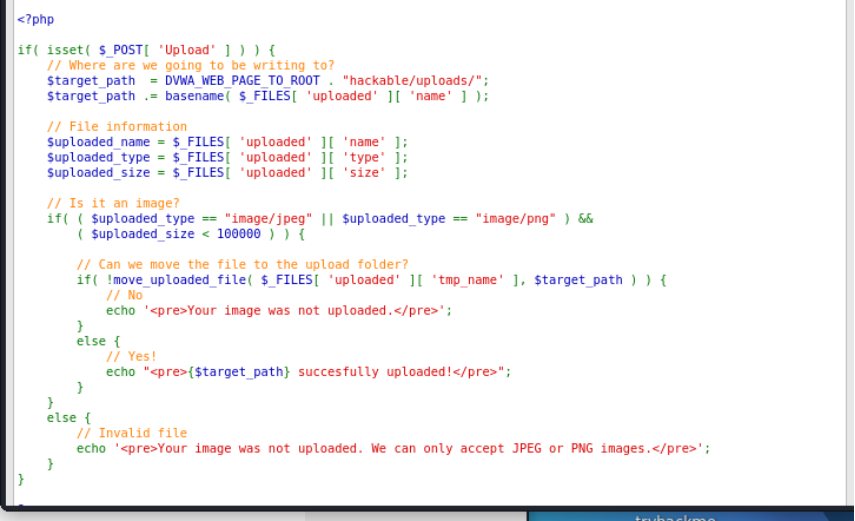 <?php
if( isset( $_POST[ 'Upload' ] ) ) {
    // Where are we going to be writing to?
    $target_path  = DVWA_WEB_PAGE_TO_ROOT . "hackable/uploads/";
    $target_path .= basename( $_FILES[ 'uploaded' ][ 'name' ] );
    // File information
    $uploaded_name = $_FILES[ 'uploaded' ][ 'name' ];
    $uploaded_type = $_FILES[ 'uploaded' ][ 'type' ];
    $uploaded_size = $_FILES[ 'uploaded' ][ 'size' ];
    // Is it an image?
    if( ( $uploaded_type == "image/jpeg" || $uploaded_type == "image/png" ) &&
        ( $uploaded_size < 100000 ) ) {
        // Can we move the file to the upload folder?
        if( !move_uploaded_file( $_FILES[ 'uploaded' ][ 'tmp_name' ], $target_path ) ) {
            // No
            echo '<pre>Your image was not uploaded.</pre>';
        }
        else {
            // Yes!
            echo "<pre>{$target_path} succesfully uploaded!</pre>";
        }
    }
    else {
        // Invalid file
        echo '<pre>Your image was not uploaded. We can only accept JPEG or PNG images.</pre>';
    }
}
tryhackme